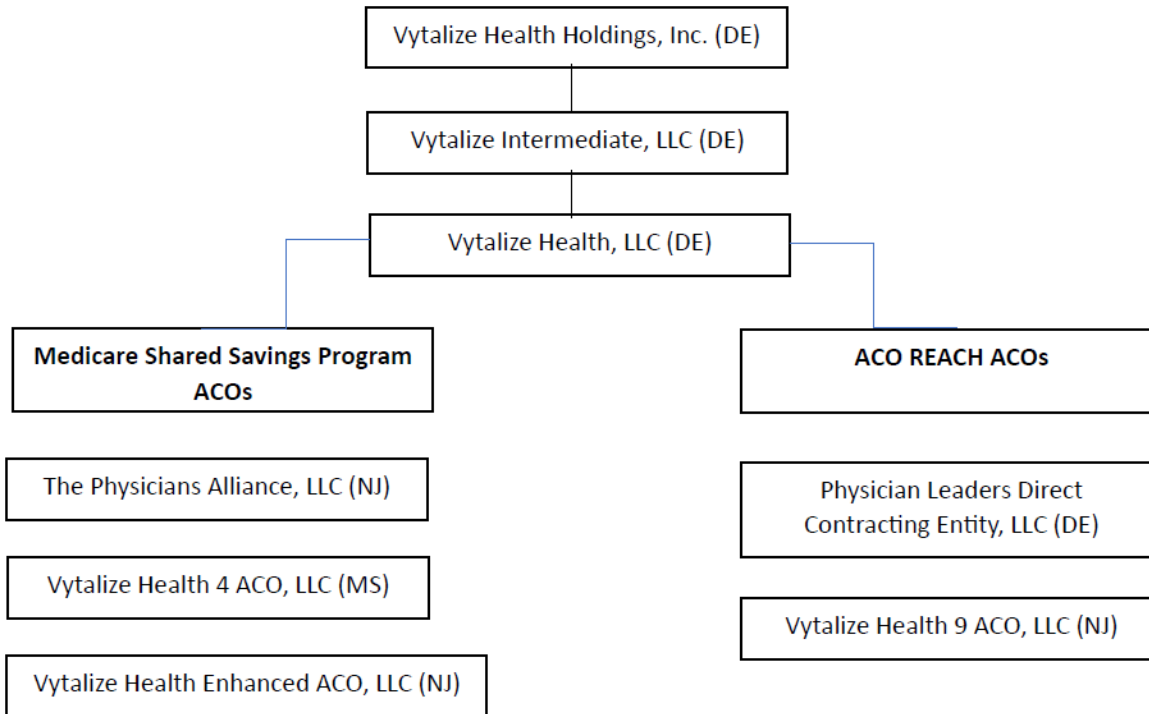 Vytalize Health Holdings, Inc. (DE)
Vytalize Intermediate, LLC (DE)
Vytalize Health, LLC (DE)
Medicare Shared Savings Program
ACOs
The Physicians Alliance, LLC (NJ)
Vytalize Health 4 ACO, LLC (MS)
Vytalize Health Enhanced ACO, LLC (NJ)
ACO REACH ACOs
Physician Leaders Direct
Contracting Entity, LLC (DE)
Vytalize Health 9 ACO, LLC (NJ)